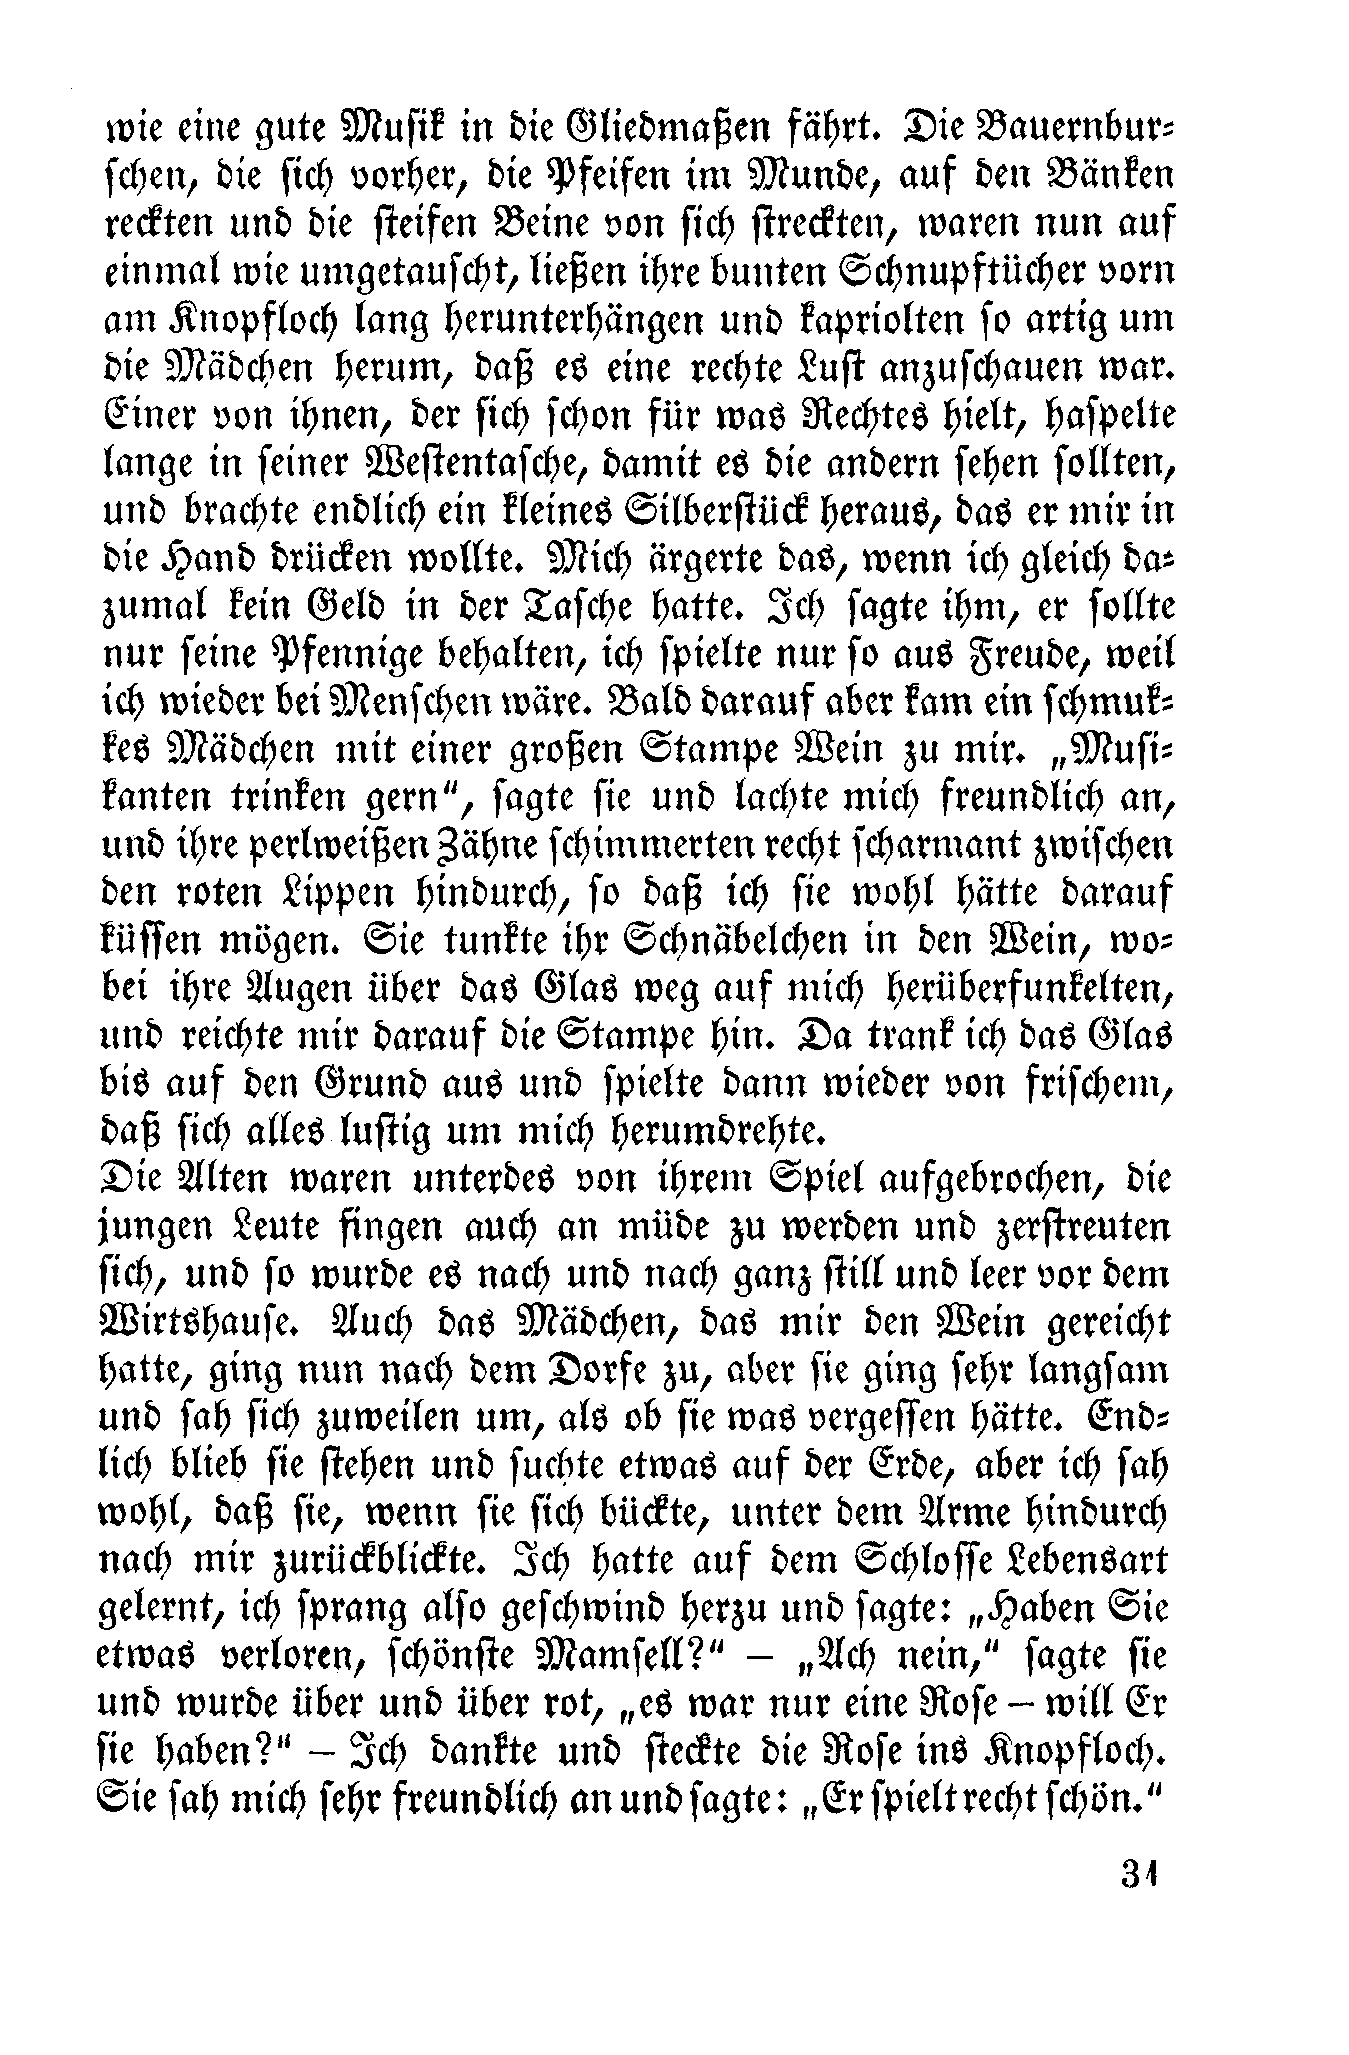 wie eine gute Musik in die Gliedmaßen fährt. Die Bauernbur-
schen, die sich vorher, die Pfeifen im Munde, auf den Bänken
reckten und die steifen Beine von sich streckten, waren nun auf
einmal wie umgetauscht, ließen ihre bunten Schnupftücher vorn
am Knopfloch lang herunterhängen und kapriolten so artig um
die Mädchen herum, daß es eine rechte Lust anzuschauen war.
Einer von ihnen, der sich schon für was Rechtes hielt, haspelte
lange in seiner Westentasche, damit es die andern sehen sollten,
und brachte endlich ein kleines Silberstück heraus, das er mir in
die Hand drücken wollte. Mich ärgerte das, wenn ich gleich da-
zumal kein Geld in der Tasche hatte. Ich sagte ihm, er sollte
nur seine Pfennige behalten, ich spielte nur so aus Freude, weil
ich wieder bei Menschen wäre. Bald darauf aber kam ein schmuk-
kes Mädchen mit einer großen Stampe Wein zu mir. „Musi-
kanten trinken gern“, sagte sie und lachte mich freundlich an,
und ihre perlweißen Zähne schimmerten recht scharmant zwischen
den roten Lippen hindurch, so daß ich sie wohl hätte darauf
küssen mögen. Sie tunkte ihr Schnäbelchen in den Wein, wo-
bei ihre Augen über das Glas weg auf mich herüberfunkelten,
und reichte mir darauf die Stampe hin. Da trank ich das Glas
bis auf den Grund aus und spielte dann wieder von frischem,
daß sich alles lustig um mich herumdrehte.
Die Alten waren unterdes von ihrem Spiel aufgebrochen, die
jungen Leute fingen auch an müde zu werden und zerstreuten
sich, und so wurde es nach und nach ganz still und leer vor dem
Wirtshause. Auch das Mädchen, das mir den Wein gereicht
hatte, ging nun nach dem Dorfe zu, aber sie ging sehr langsam
und sah sich zuweilen um, als ob sie was vergessen hätte. End-
lich blieb sie stehen und suchte etwas auf der Erde, aber ich sah
wohl, daß sie, wenn sie sich bückte, unter dem Arme hindurch
nach mir zurückblickte. Ich hatte auf dem Schlosse Lebensart
gelernt, ich sprang also geschwind herzu und sagte: „Haben Sie
etwas verloren, schönste Mamsell?“ – „Ach nein,“ sagte sie
und wurde über und über rot, „es war nur eine Rose – will Er
sie haben?“ – Ich dankte und steckte die Rose ins Knopfloch.
Sie sah mich sehr freundlich an und sagte: „Er spielt recht schön.“
31